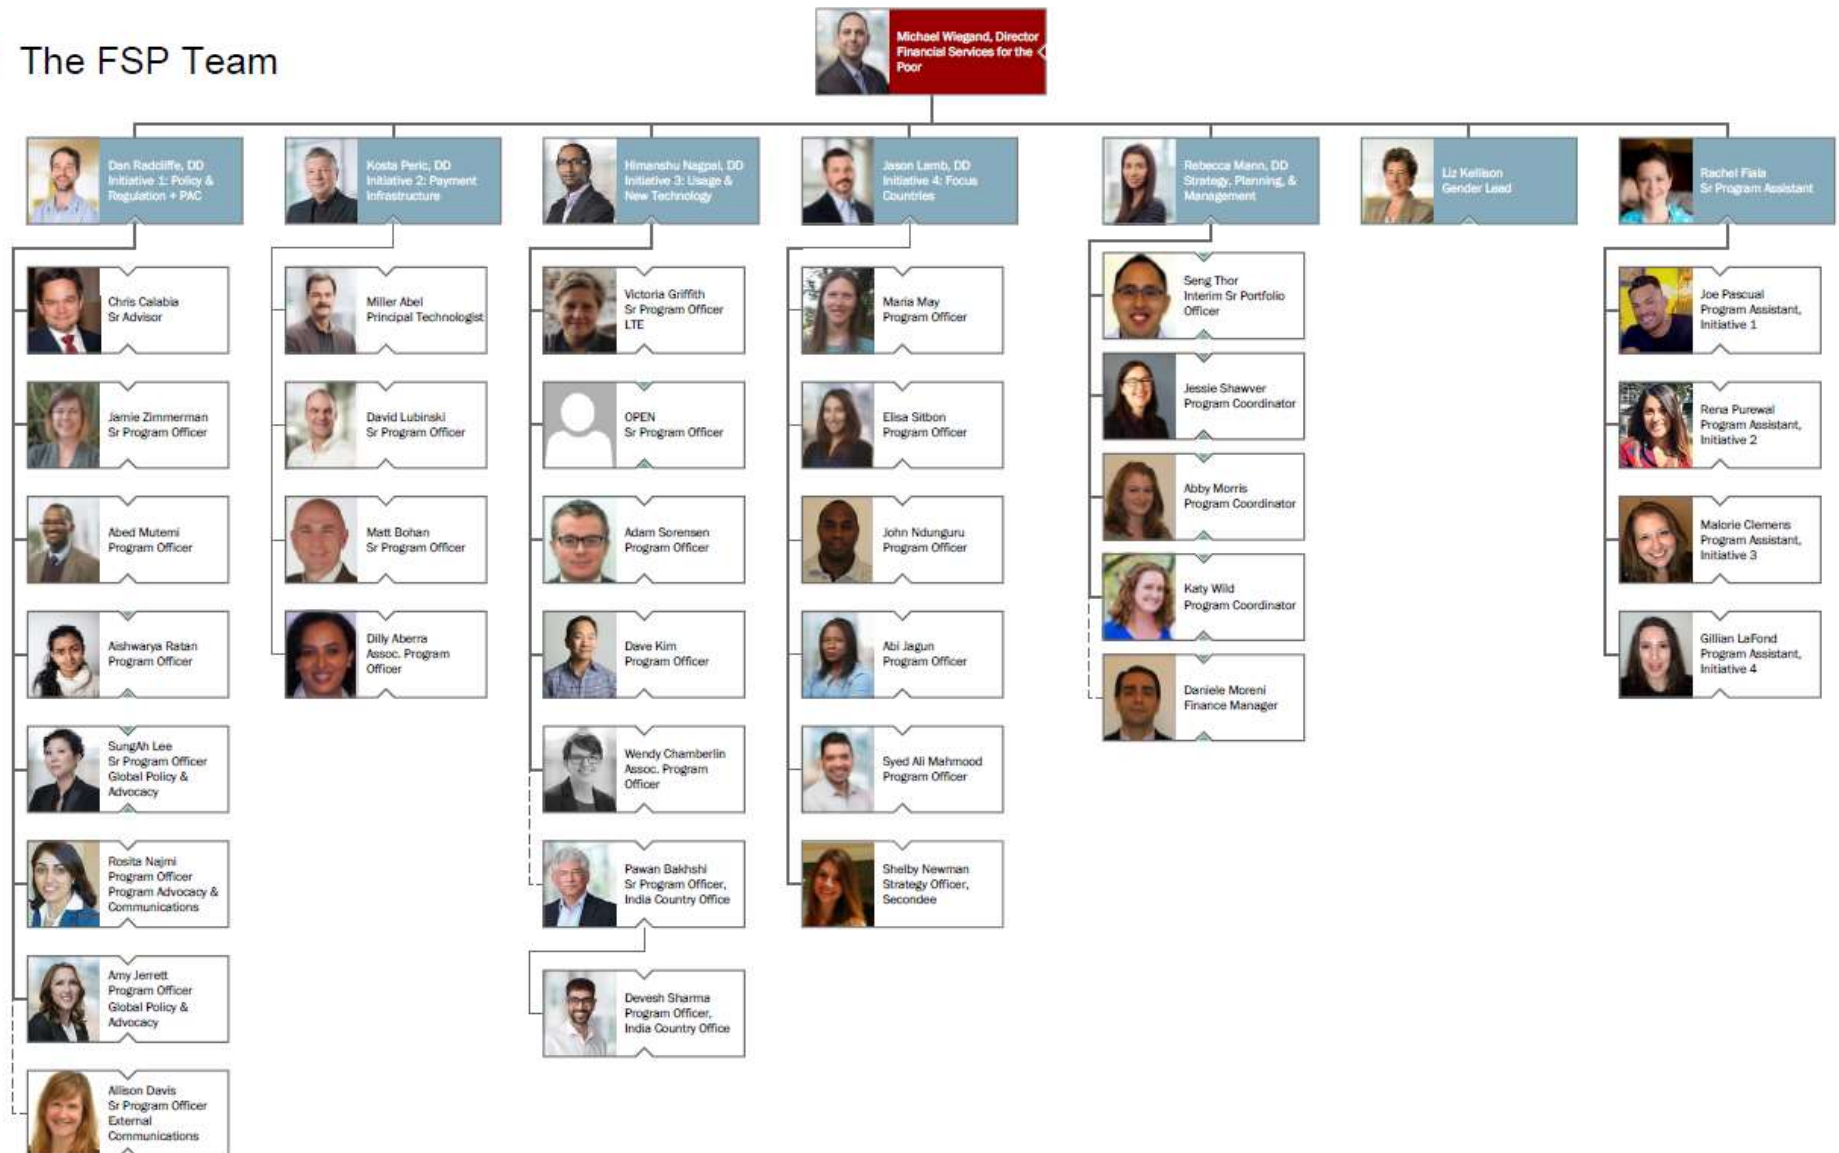 The FSP Team
Michael Wiegand, Director
Financial Services for the
Poor
Dan Radcliffe, DD
Initiative 1: Policy &
Regulation + PAC
Kosta Peric, DD
Initiative 2: Payment
Infrastructure
Himanshu Nagpal, DD
Initiative 3: Usage &
New Technology
Jason Lamb, DD
Initiative 4: Focus
Countries
Rebecca Mann, DD
Strategy, Planning, &
Management
Liz Kellison
Gender Lead
Rachel Fiala
Sr Program Assistant
Chris Calabia
Sr Advisor
Jamie Zimmerman
Sr Program Officer
Abed Mutemi
Program Officer
Aishwarya Ratan
Program Officer
SungAh Lee
Sr Program Officer
Global Policy &
Advocacy
Rosita Najmi
Program Officer
Program Advocacy &
Communications
Amy Jerrett
Program Officer
Global Policy &
Advocacy
Allison Davis
Sr Program Officer
External
Communications
Miller Abel
Principal Technologist
David Lubinski
Sr Program Officer
Matt Bohan
Sr Program Officer
Dilly Aberra
Assoc. Program
Officer
Victoria Griffith
Sr Program Officer
LTE
OPEN
Sr Program Officer
Adam Sorensen
Program Officer
Dave Kim
Program Officer
Wendy Chamberlin
Assoc. Program
Officer
Pawan Bakhshi
Sr Program Officer,
India Country Office
Devesh Sharma
Program Officer,
India Country Office
Maria May
Program Officer
Elisa Sitbon
Program Officer
John Ndunguru
Program Officer
Abi Jagun
Program Officer
Syed Ali Mahmood
Program Officer
Shelby Newman
Strategy Officer,
Secondee
Seng Thor
Interim Sr Portfolio
Officer
Jessie Shawver
Program Coordinator
Abby Morris
Program Coordinator
Katy Wild
Program Coordinator
Daniele Moreni
Finance Manager
Joe Pascual
Program Assistant,
Initiative 1
Rena Purewal
Program Assistant,
Initiative 2
Malorie Clemens
Program Assistant,
Initiative 3
Gillian LaFond
Program Assistant,
Initiative 4